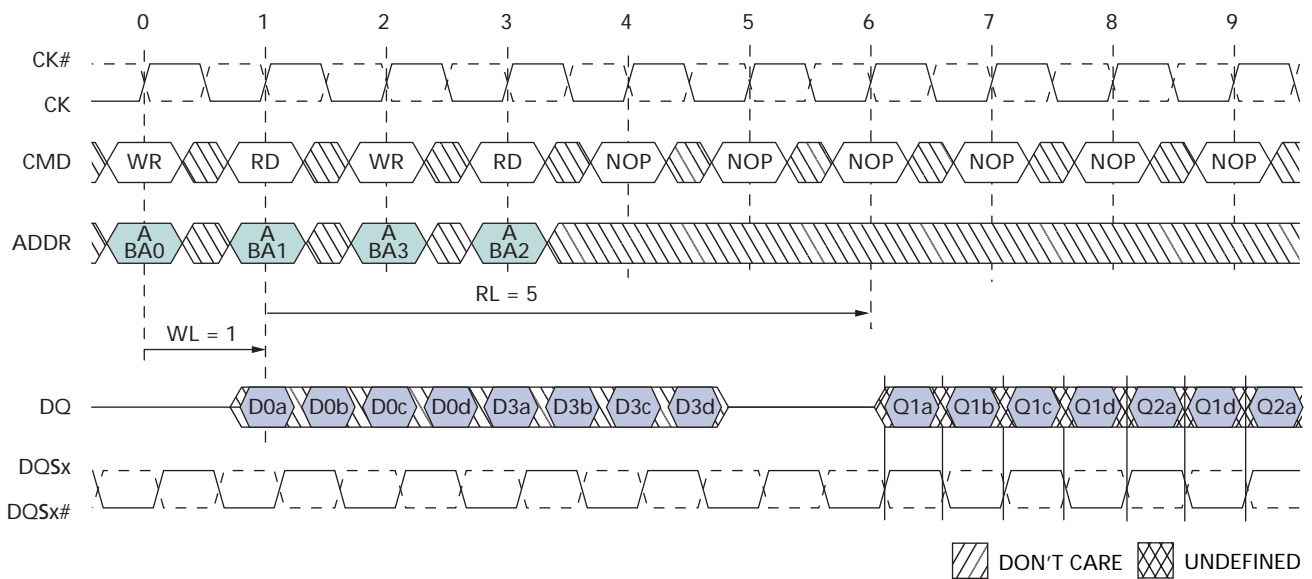 0 1 2 3 4 5 6 7 8 9
CK#
CK
CMD WR RD WR RD NOP NOP NOP NOP NOP NOP
A A A A
ADDR BA0 BA1 BA3 BA2
RL = 5
WL = 1
DQ D0a D0b D0c D0d D3a D3b D3c D3d Q1a Q1b Q1c Q1d Q2a Q1d Q2a
DQSx
DQSx#
DON'T CARE UNDEFINED